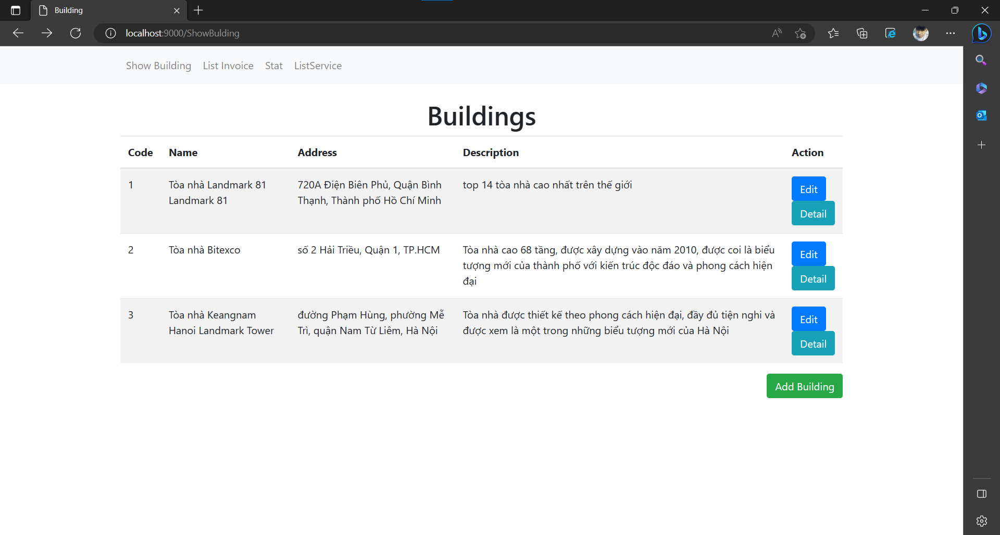 Building
localhost:9000/ShowBulding
Show Building List Invoice Stat ListService
Buildings
Code Name Address Description Action
1 Tòa nhà Landmark 81 720A Điện Biên Phủ, Quận Bình top 14 tòa nhà cao nhất trên thế giới Edit
Landmark 81 Thạnh, Thành phố Hồ Chí Minh
Detail
2 Tòa nhà Bitexco số 2 Hải Triều, Quận 1, TP.HCM Tòa nhà cao 68 tầng, được xây dựng vào năm 2010, được coi là biểu Edit
tượng mới của thành phố với kiến trúc độc đáo và phong cách hiện
đại Detail
3 Tòa nhà Keangnam đường Phạm Hùng, phường Mễ Tòa nhà được thiết kế theo phong cách hiện đại, đầy đủ tiện nghi và Edit
Hanoi Landmark Tower Trì, quận Nam Từ Liêm, Hà Nội được xem là một trong những biểu tượng mới của Hà Nội
Detail
Add Building